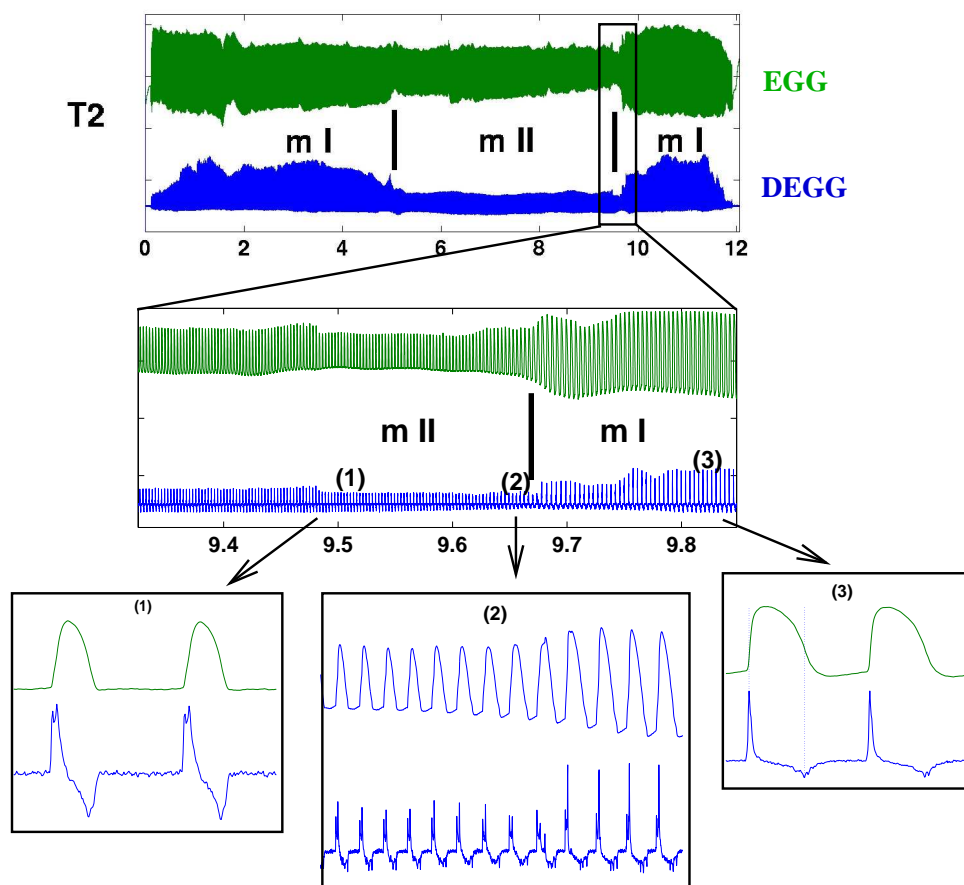 EGG
T2
m I
m II
m I
DEGG
0 2 4 6 8 10 12
m II
m I
(1)
(2)
(3)
9.4 9.5 9.6 9.7 9.8
(1)
(2)
(3)